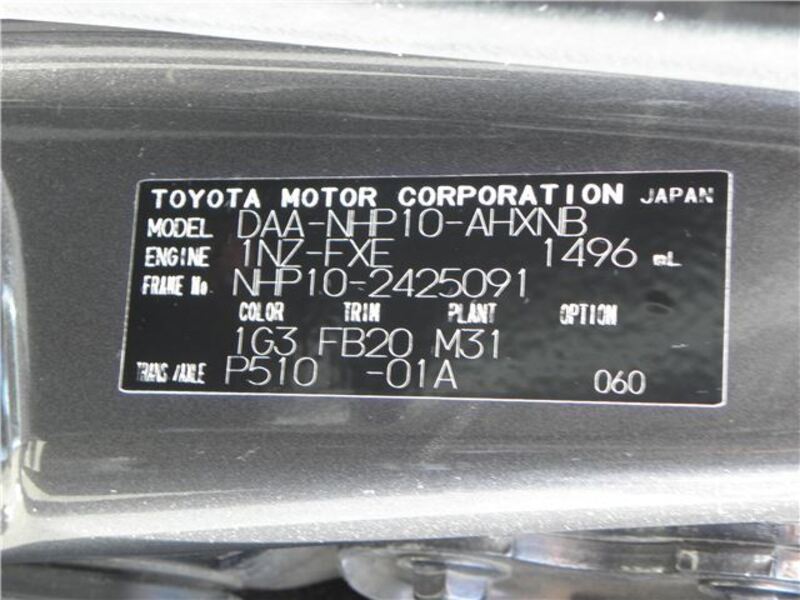 TOYOTA MOTOR CORPORATION JAPAN
MODEL DAA-NHP10-AHXNB
ENGINE 1NZ-FXE 1496 mL
FRAME No. NHP10-2425091
COLOR TRIM PLANT OPTION
1G3 FB20 M31
TRANS/AXLE P510 -01A 060